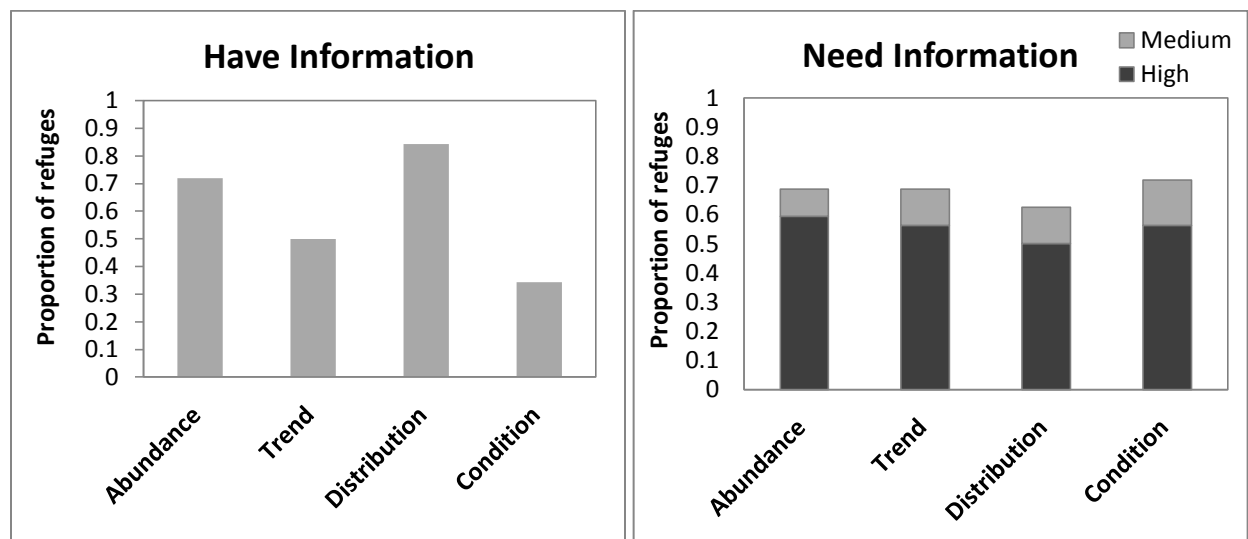 Have Information
Proportion of refuges
1
0.9
0.8
0.7
0.6
0.5
0.4
0.3
0.2
0.1
0
Abundance
Trend
Distribution
Condition
Need Information
Medium
High
Proportion of refuges
1
0.9
0.8
0.7
0.6
0.5
0.4
0.3
0.2
0.1
0
Abundance
Trend
Distribution
Condition